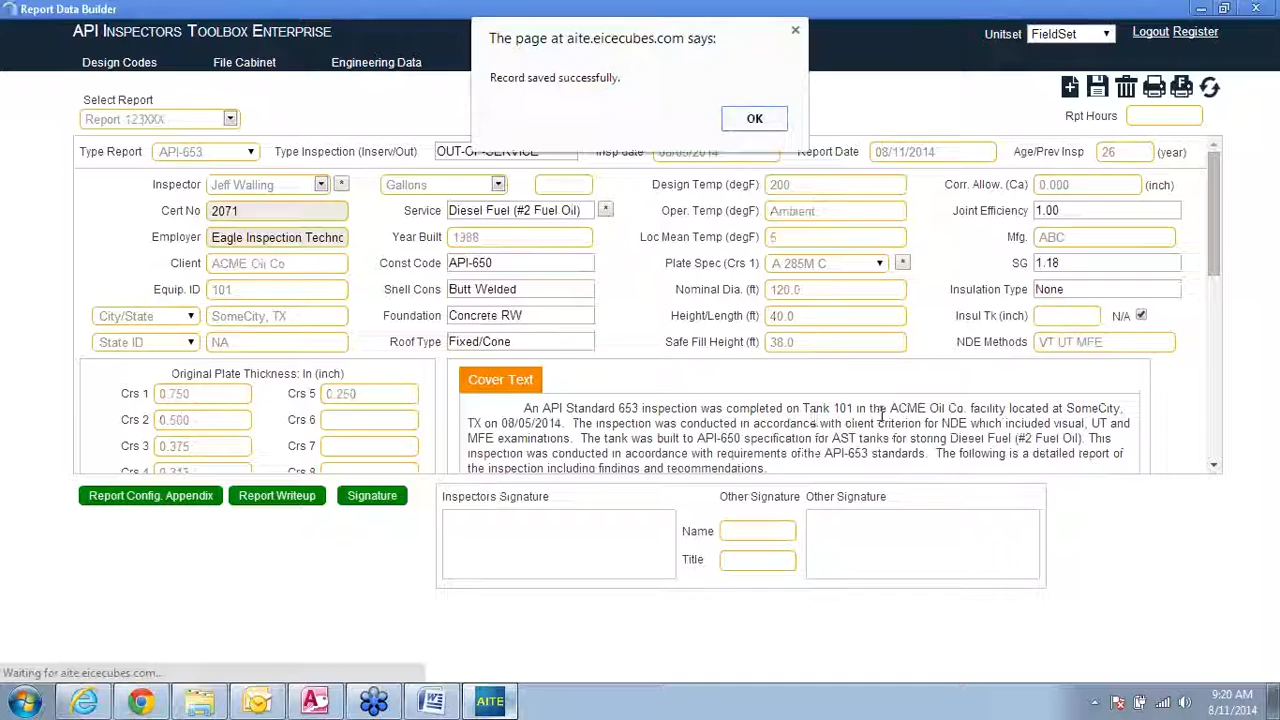 Report Data Builder
API INSPECTORS TOOLBOX ENTERPRISE
Unitset FieldSet Logout Register
Design Codes File Cabinet Engineering Data
The page at aite.eicecubes.com says:
Record saved successfully.
OK
Select Report
Report 123XXX
Rpt Hours
Type Report API-653 Type Inspection (Inserv/Out) OUT-OF-SERVICE Insp date 08/05/2014 Report Date 08/11/2014 Age/Prev Insp 26 (year)
Inspector Jeff Walling * Gallons Design Temp (degF) 200 Corr. Allow. (Ca) 0.000 (inch)
Cert No 2071 Service Diesel Fuel (#2 Fuel Oil) * Oper. Temp (degF) Ambient Joint Efficiency 1.00
Employer Eagle Inspection Techno Year Built 1988 Loc Mean Temp (degF) 5 Mfg. ABC
Client ACME Oil Co Const Code API-650 Plate Spec (Crs 1) A 285M C * SG 1.18
Equip. ID 101 Shell Cons Butt Welded Nominal Dia. (ft) 120.0 Insulation Type None
City/State SomeCity, TX Foundation Concrete RW Height/Length (ft) 40.0 Insul Tk (inch) N/A
State ID NA Roof Type Fixed/Cone Safe Fill Height (ft) 38.0 NDE Methods VT UT MFE
Original Plate Thickness: In (inch)
Crs 1 0.750 Crs 5 0.250
Crs 2 0.500 Crs 6
Crs 3 0.375 Crs 7
Crs 4 0.313 Crs 8
Cover Text
An API Standard 653 inspection was completed on Tank 101 in the ACME Oil Co. facility located at SomeCity,
TX on 08/05/2014. The inspection was conducted in accordance with client criterion for NDE which included visual, UT and
MFE examinations. The tank was built to API-650 specification for AST tanks for storing Diesel Fuel (#2 Fuel Oil). This
inspection was conducted in accordance with requirements of the API-653 standards. The following is a detailed report of
the inspection including findings and recommendations.
Report Config. Appendix Report Writeup Signature
Inspectors Signature Other Signature Other Signature
Name
Title
Waiting for aite.eicecubes.com...
AITE
9:20 AM
8/11/2014